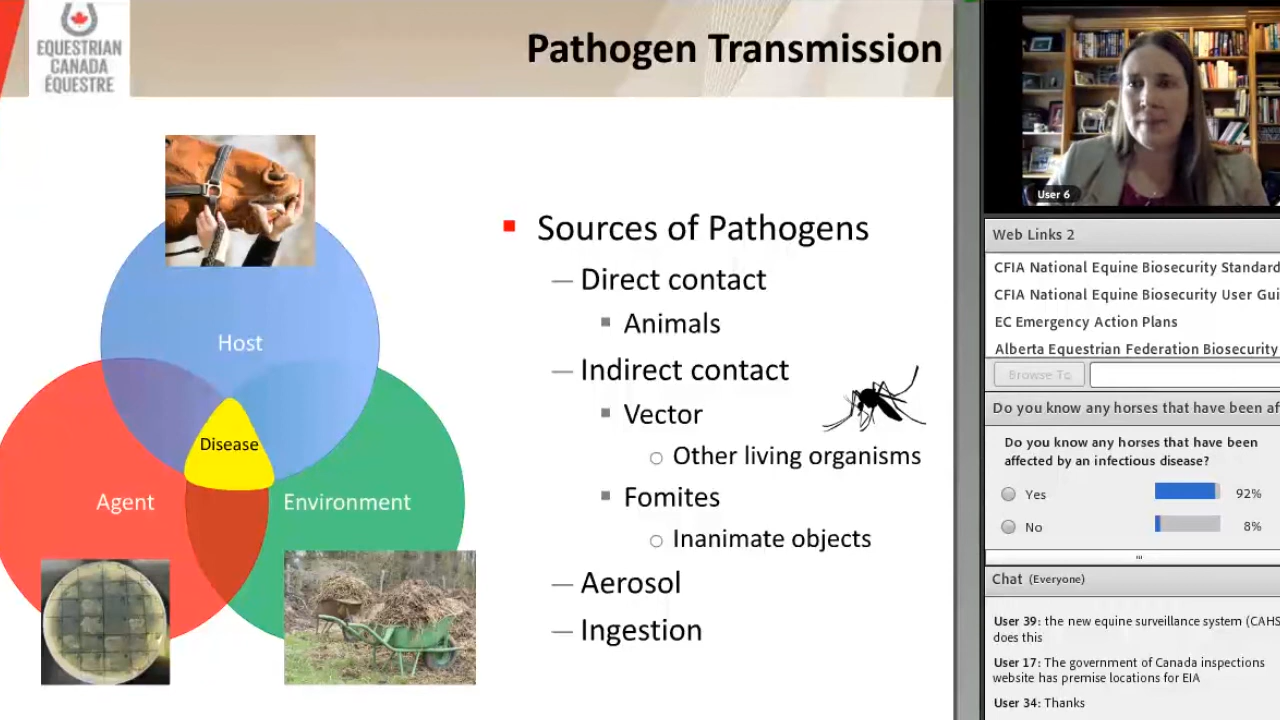 EQUESTRIAN
CANADA
ÉQUESTRE
Pathogen Transmission
Host
Disease
Agent
Environment
Sources of Pathogens
Direct contact
Animals
Indirect contact
Vector
Other living organisms
Fomites
Inanimate objects
Aerosol
Ingestion
User 6
Web Links 2
CFIA National Equine Biosecurity Standard
CFIA National Equine Biosecurity User Gui
EC Emergency Action Plans
Alberta Equestrian Federation Biosecurity
Browse To
Do you know any horses that have been af
Do you know any horses that have been
affected by an infectious disease?
Yes 92%
No 8%
Chat (Everyone)
User 39: the new equine surveillance system (CAHS
does this
User 17: The government of Canada inspections
website has premise locations for EIA
User 34: Thanks